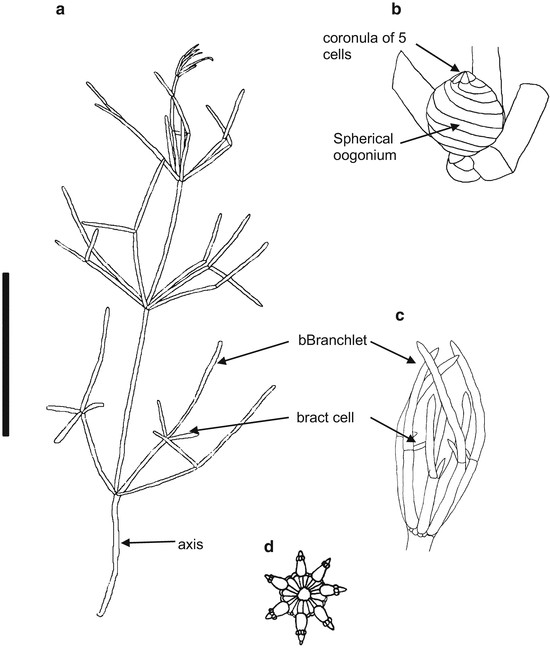 a
b
coronula of 5
cells
Spherical
oogonium
c
bBranchlet
bract cell
axis
d